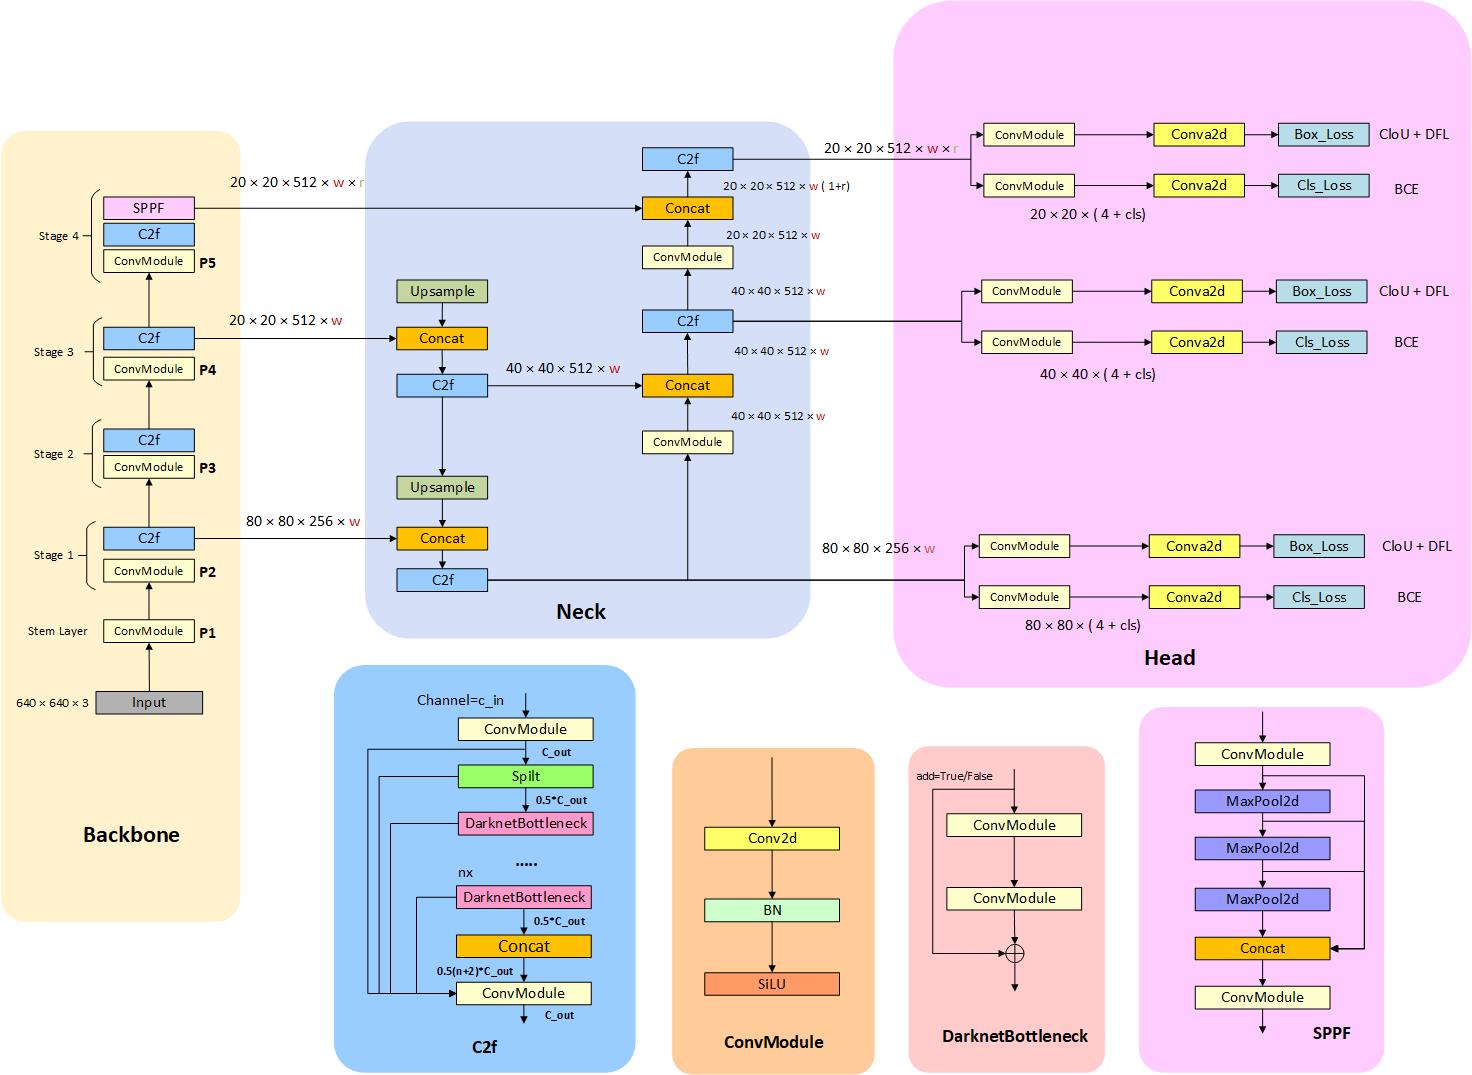 20 × 20 × 512 × w × r
SPPF
C2f
Stage 4
ConvModule
P5
20 × 20 × 512 × w
C2f
Stage 3
ConvModule
P4
C2f
Stage 2
ConvModule
P3
80 × 80 × 256 × w
C2f
Stage 1
ConvModule
P2
Stem Layer
ConvModule
P1
640 × 640 × 3
Input
Backbone
Upsample
Concat
C2f
40 × 40 × 512 × w
Upsample
Concat
C2f
C2f
20 × 20 × 512 × w ( 1+r)
Concat
20 × 20 × 512 × w
ConvModule
40 × 40 × 512 × w
C2f
40 × 40 × 512 × w
Concat
40 × 40 × 512 × w
ConvModule
Neck
20 × 20 × 512 × w × r
ConvModule
Conva2d
Box_Loss
CIoU + DFL
ConvModule
Conva2d
Cls_Loss
BCE
20 × 20 × ( 4 + cls)
ConvModule
Conva2d
Box_Loss
CIoU + DFL
ConvModule
Conva2d
Cls_Loss
BCE
40 × 40 × ( 4 + cls)
80 × 80 × 256 × w
ConvModule
Conva2d
Box_Loss
CIoU + DFL
ConvModule
Conva2d
Cls_Loss
BCE
80 × 80 × ( 4 + cls)
Head
Channel=c_in
ConvModule
C_out
Spilt
0.5*C_out
DarknetBottleneck
.....
nx
DarknetBottleneck
0.5*C_out
Concat
0.5(n+2)*C_out
ConvModule
C_out
C2f
Conv2d
BN
SiLU
ConvModule
add=True/False
ConvModule
ConvModule
DarknetBottleneck
ConvModule
MaxPool2d
MaxPool2d
MaxPool2d
Concat
ConvModule
SPPF